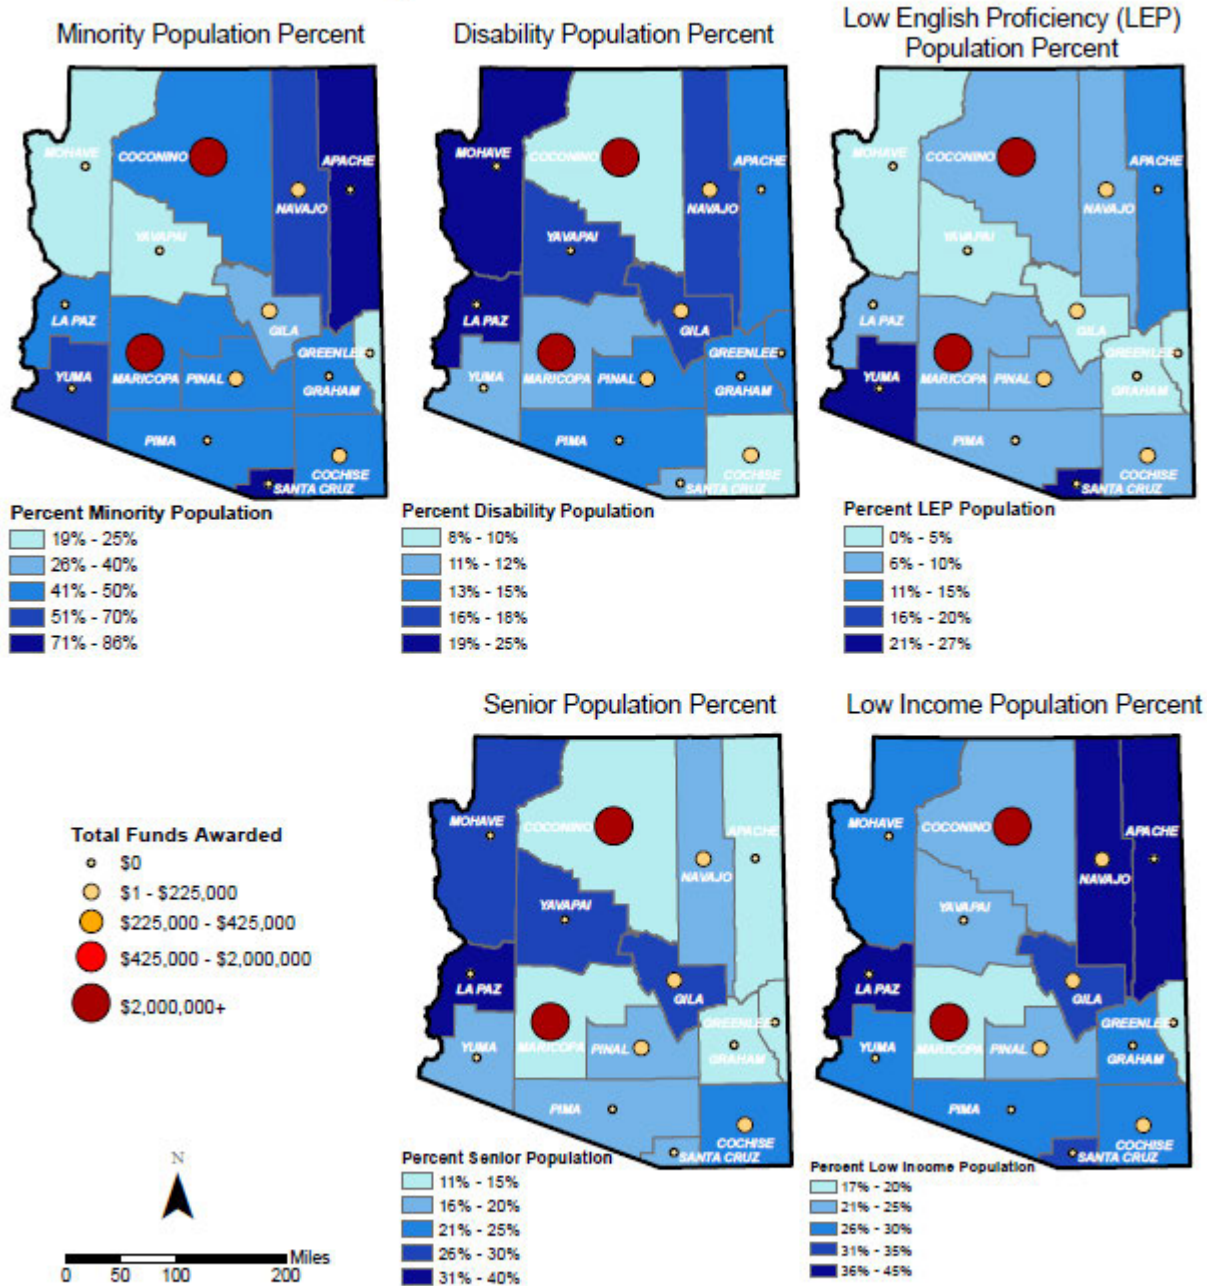 Minority Population Percent
MOHAVE
COCONINO
APACHE
NAVAJO
YAVAPAI
LA PAZ
GILA
YUMA
MARICOPA
PINAL
GREENLEE
GRAHAM
PIMA
COCHISE
SANTA CRUZ
Percent Minority Population
19% - 25%
26% - 40%
41% - 50%
51% - 70%
71% - 86%
Disability Population Percent
MOHAVE
COCONINO
APACHE
NAVAJO
YAVAPAI
LA PAZ
GILA
YUMA
MARICOPA
PINAL
GREENLEE
GRAHAM
PIMA
COCHISE
SANTA CRUZ
Percent Disability Population
8% - 10%
11% - 12%
13% - 15%
16% - 18%
19% - 25%
Low English Proficiency (LEP)
Population Percent
MOHAVE
COCONINO
APACHE
NAVAJO
YAVAPAI
LA PAZ
GILA
YUMA
MARICOPA
PINAL
GREENLEE
GRAHAM
PIMA
COCHISE
SANTA CRUZ
Percent LEP Population
0% - 5%
6% - 10%
11% - 15%
16% - 20%
21% - 27%
Total Funds Awarded
$0
$1 - $225,000
$225,000 - $425,000
$425,000 - $2,000,000
$2,000,000+
N
Miles
0 50 100 200
Senior Population Percent
MOHAVE
COCONINO
APACHE
NAVAJO
YAVAPAI
LA PAZ
GILA
YUMA
MARICOPA
PINAL
GREENLEE
GRAHAM
PIMA
COCHISE
SANTA CRUZ
Percent Senior Population
11% - 15%
16% - 20%
21% - 25%
26% - 30%
31% - 40%
Low Income Population Percent
MOHAVE
COCONINO
APACHE
NAVAJO
YAVAPAI
LA PAZ
GILA
YUMA
MARICOPA
PINAL
GREENLEE
GRAHAM
PIMA
COCHISE
SANTA CRUZ
Percent Low Income Population
17% - 20%
21% - 25%
26% - 30%
31% - 35%
36% - 45%